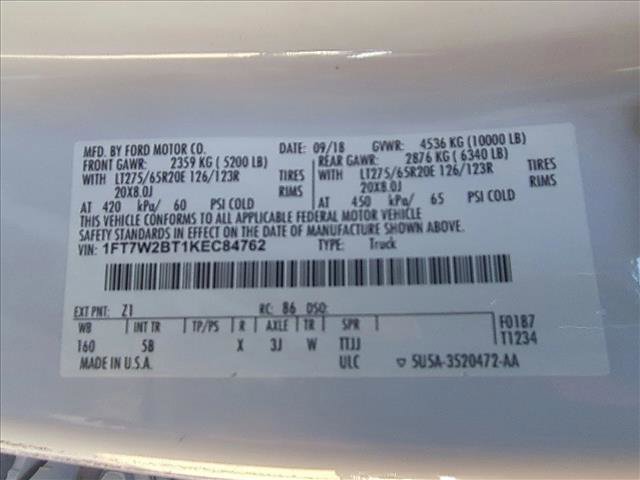 MFD. BY FORD MOTOR CO. DATE: 09/18 GVWR: 4536 KG (10000 LB)
FRONT GAWR: 2359 KG ( 5200 LB) REAR GAWR: 2876 KG ( 6340 LB)
WITH LT275/65R20E 126/123R TIRES WITH LT275/65R20E 126/123R TIRES
20X8.0J RIMS 20X8.0J RIMS
AT 420 kPa/ 60 PSI COLD AT 450 kPa/ 65 PSI COLD
THIS VEHICLE CONFORMS TO ALL APPLICABLE FEDERAL MOTOR VEHICLE
SAFETY STANDARDS IN EFFECT ON THE DATE OF MANUFACTURE SHOWN ABOVE.
VIN: 1FT7W2BT1KEC84762 TYPE: Truck
EXT PNT: Z1 RC: 86 DSO:
WB INT TR TP/PS R AXLE TR SPR F0187
160 5B X 3J W TTJJ T1234
MADE IN U.S.A. ULC ▽ 5U5A-3520472-AA